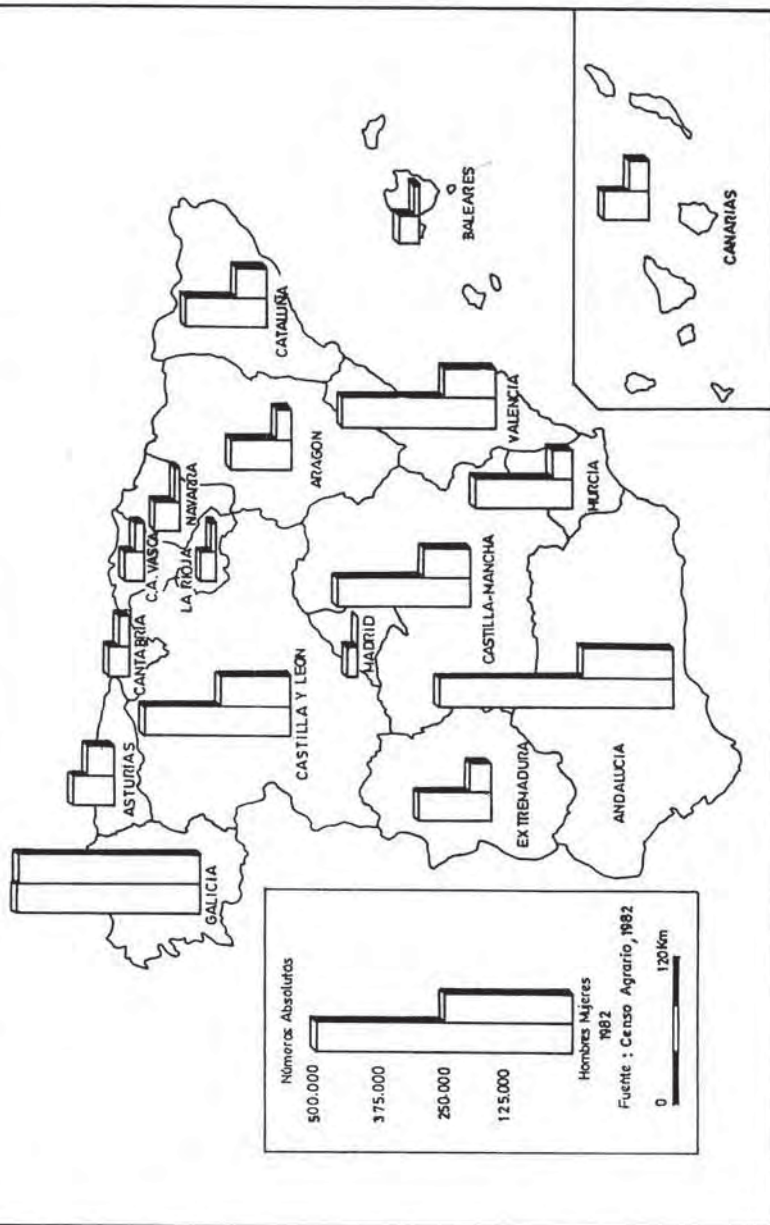 GALICIA
ASTURIAS
CANTABRIA
C.A. VASCA
NAVARRA
LA RIOJA
CASTILLA Y LEON
ARAGON
CATALUÑA
MADRID
CASTILLA-MANCHA
VALENCIA
BALEARES
EXTREMADURA
MURCIA
ANDALUCIA
CANARIAS
Números Absolutos
500.000
375.000
250.000
125.000
Hombres Mujeres
1982
Fuente : Censo Agrario, 1982
0 120Km